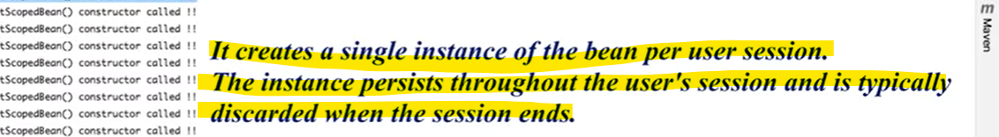 tScopedBean() constructor called !!
tScopedBean() constructor called !!
tScopedBean() constructor called !!
tScopedBean() constructor called !!
tScopedBean() constructor called !!
tScopedBean() constructor called !!
tScopedBean() constructor called !!
tScopedBean() constructor called !!
It creates a single instance of the bean per user session.
The instance persists throughout the user's session and is typically
discarded when the session ends.
m
Maven